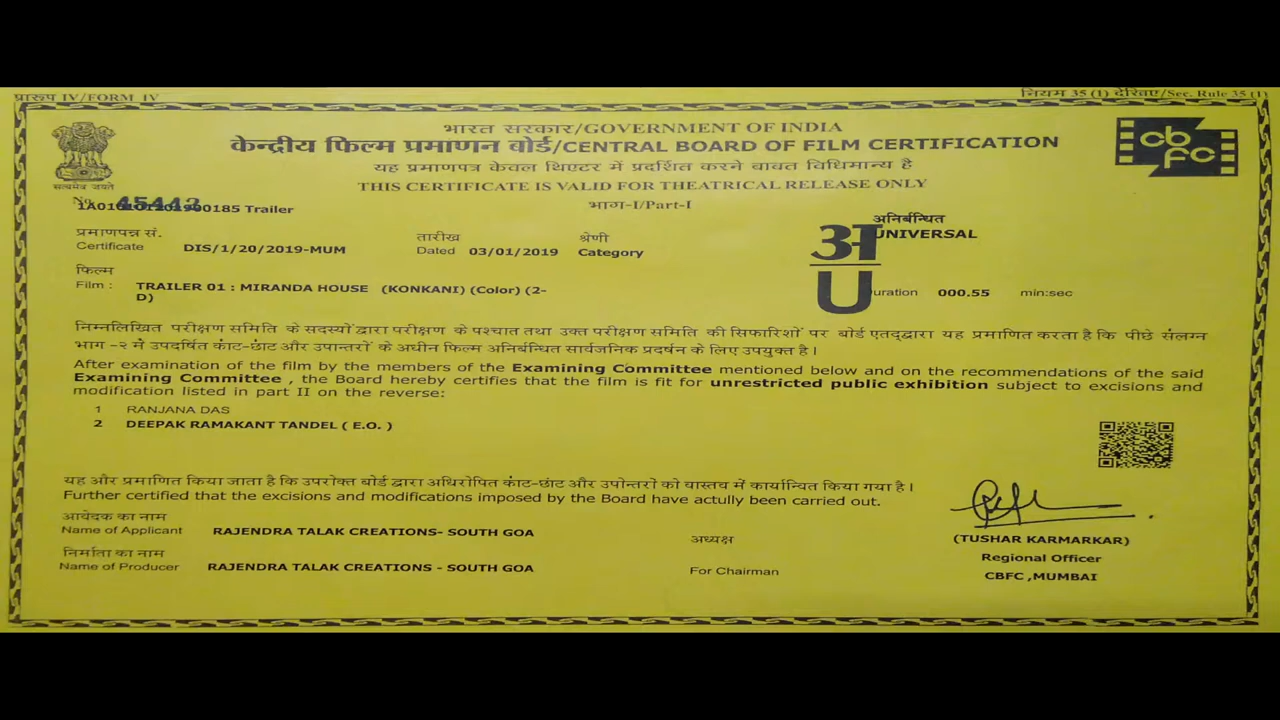 प्रारूप IV/FORM IV
नियम 35 (1) देखिए/Sec. Rule 35 (1)
भारत सरकार/GOVERNMENT OF INDIA
केन्द्रीय फिल्म प्रमाणन बोर्ड/CENTRAL BOARD OF FILM CERTIFICATION
cb
fc
यह प्रमाणपत्र केवल थिएटर में प्रदर्शित करने बाबत विधिमान्य है
THIS CERTIFICATE IS VALID FOR THEATRICAL RELEASE ONLY
सत्यमेव जयते
भाग-I/Part-I
Trailer
अनिर्बन्धित
UNIVERSAL
अ
U
प्रमाणपत्र सं.
Certificate DIS/1/20/2019-MUM
तारीख
Dated 03/01/2019
श्रेणी
Category
फिल्म
Film : TRAILER 01 : MIRANDA HOUSE (KONKANI) (Color) (2-
D)
uration 000.55 min:sec
निम्नलिखित परीक्षण समिति के सदस्यों द्वारा परीक्षण के पश्चात तथा उक्त परीक्षण समिति की सिफारिशों पर बोर्ड एतद्द्वारा यह प्रमाणित करता है कि पीछे संलग्न
भाग -२ में उपदर्षित कांट-छांट और उपान्तरों के अधीन फिल्म अनिर्बन्धित सार्वजनिक प्रदर्षन के लिए उपयुक्त है।
After examination of the film by the members of the Examining Committee mentioned below and on the recommendations of the said
Examining Committee , the Board hereby certifies that the film is fit for unrestricted public exhibition subject to excisions and
modification listed in part II on the reverse:
1 RANJANA DAS
2 DEEPAK RAMAKANT TANDEL ( E.O. )
यह और प्रमाणित किया जाता है कि उपरोक्त बोर्ड द्वारा अधिरोपित कांट-छांट और उपोन्तरों को वास्तव में कार्यान्वित किया गया है।
Further certified that the excisions and modifications imposed by the Board have actully been carried out.
आवेदक का नाम
Name of Applicant RAJENDRA TALAK CREATIONS- SOUTH GOA
निर्माता का नाम
Name of Producer RAJENDRA TALAK CREATIONS - SOUTH GOA
अध्यक्ष
For Chairman
(TUSHAR KARMARKAR)
Regional Officer
CBFC ,MUMBAI